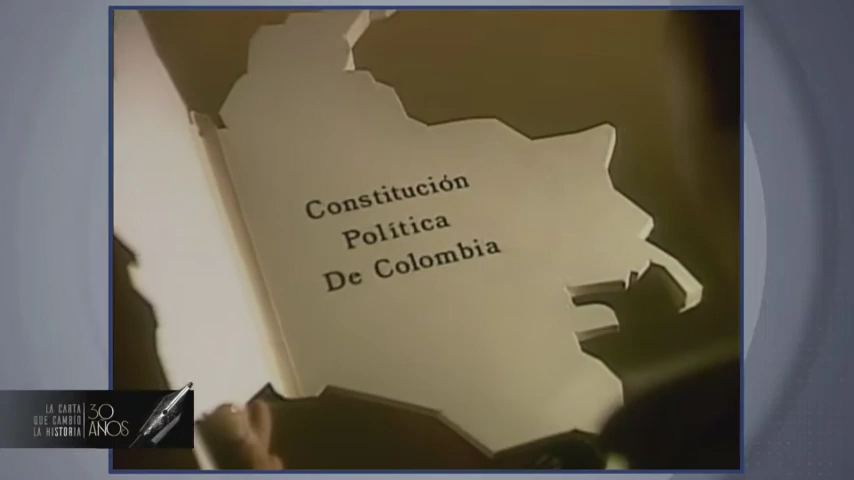 Constitución
Política
De Colombia
LA CARTA
QUE CAMBIÓ
LA HISTORIA
30
AÑOS